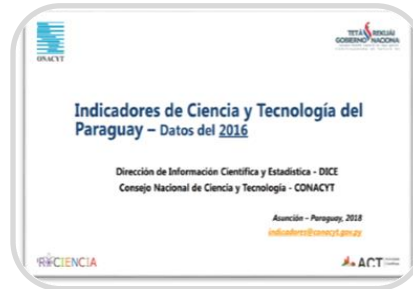 ONACYT
TETÃ REKUÁI
GOBIERNO NACIONAL
Indicadores de Ciencia y Tecnología del
Paraguay – Datos del 2016
Dirección de Información Científica y Estadística - DICE
Consejo Nacional de Ciencia y Tecnología - CONACYT
Asunción – Paraguay, 2018
indicadores@conacyt.gov.py
PROCIENCIA
ACT